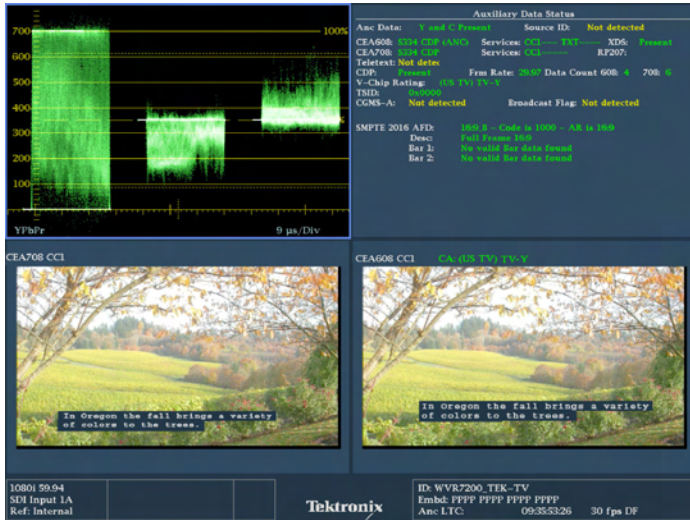 700
100%
600
500
400
300
200
100
YPbPr
9 µs/Div
Auxiliary Data Status
Anc Data: Y and C Present Source ID: Not detected
CEA608: S334 CDP (ANC) Services: CC1---- TXT----- XDS: Present
CEA708: S334 CDP Services: CC1------- RP207:
Teletext: Not detec
CDP: Present Frm Rate: 29.97 Data Count 608: 4 708: 6
V-Chip Rating: (US TV) TV-Y
TSID: 0x0000
CGMS-A: Not detected Broadcast Flag: Not detected
SMPTE 2016 AFD: 16:9_8 - Code is 1000 - AR is 16:9
Desc: Full Frame 16:9
Bar 1: No valid Bar data found
Bar 2: No valid Bar data found
CEA708 CC1
In Oregon the fall brings a variety
of colors to the trees.
CEA608 CC1 CA: (US TV) TV-Y
In Oregon the fall brings a variety
of colors to the trees.
1080i 59.94
SDI Input 1A
Ref: Internal
Tektronix
ID: WVR7200_TEK-TV
Embd: PPPP PPPP PPPP PPPP
Anc LTC: 09:35:53:26 30 fps DF